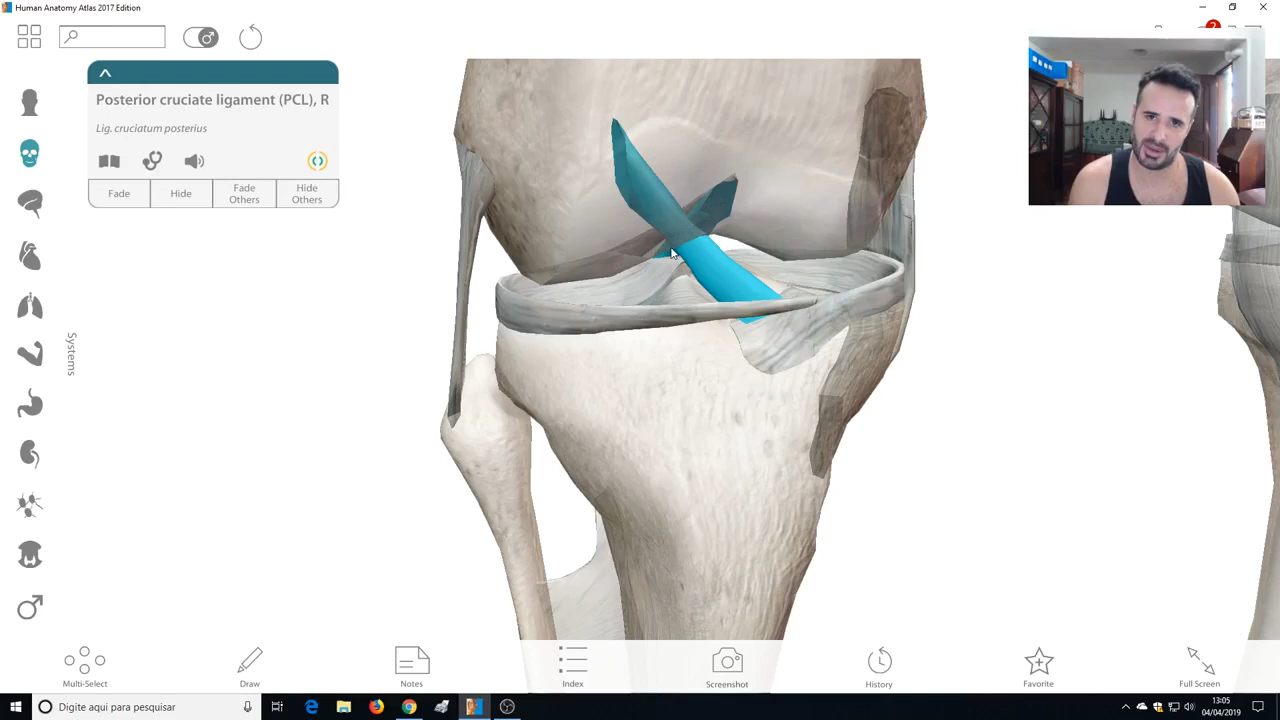 Human Anatomy Atlas 2017 Edition
2
Posterior cruciate ligament (PCL), R
Lig. cruciatum posterius
Fade
Hide
Fade Others
Hide Others
Systems
Multi-Select
Draw
Notes
Index
Screenshot
History
Favorite
Full Screen
Digite aqui para pesquisar
13:05
04/04/2019